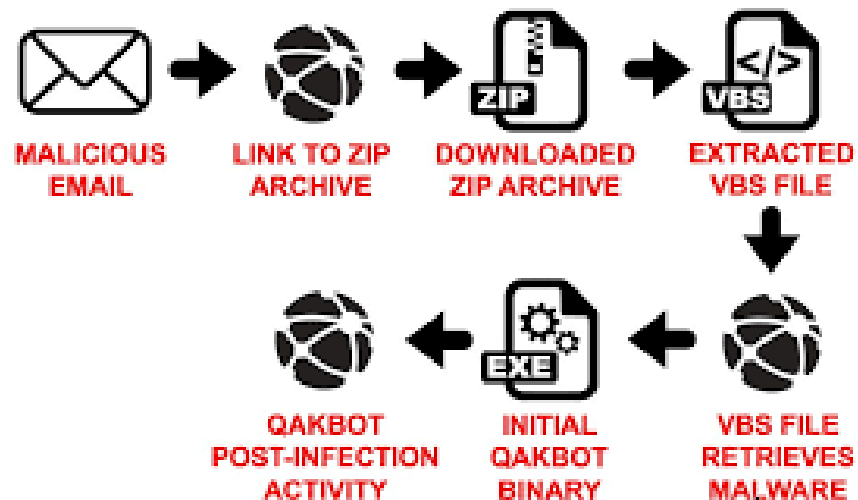 ZIP
</>
VBS
MALICIOUS
EMAIL
LINK TO ZIP
ARCHIVE
DOWNLOADED
ZIP ARCHIVE
EXTRACTED
VBS FILE
EXE
QAKBOT
POST-INFECTION
ACTIVITY
INITIAL
QAKBOT
BINARY
VBS FILE
RETRIEVES
MALWARE